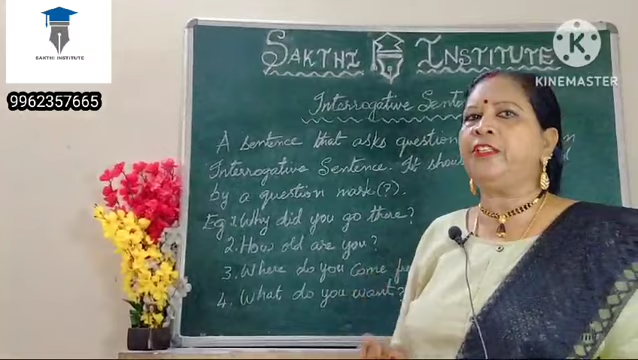 SAKTHI INSTITUTE
9962357665
SAKTHI INSTITUTE
KINEMASTER
Interrogative Sente
A sentence that asks question
Interrogative Sentence. It shou
by a question mark (?).
Eg 1. Why did you go there?
2. How old are you?
3. Where do you come fr
4. What do you want?